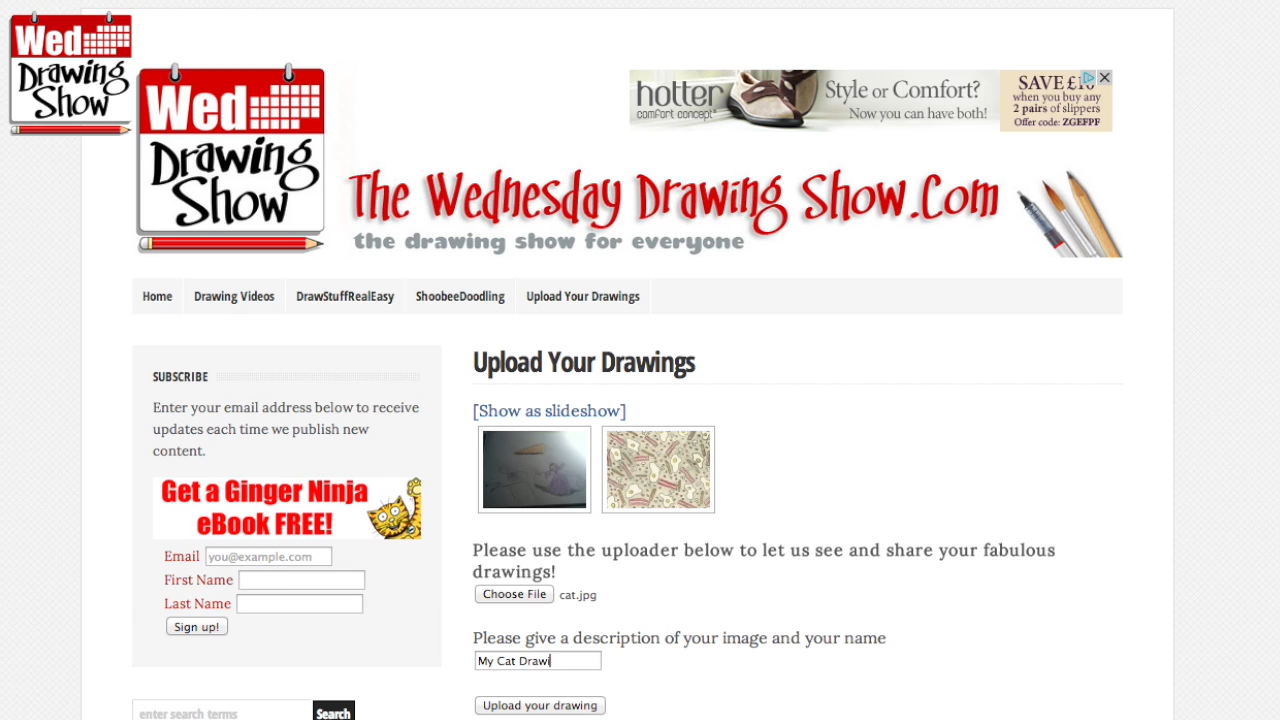 Wed
Drawing
Show
Wed
Drawing
Show
hotter
comfort concept
Style or Comfort?
Now you can have both!
SAVE £10
when you buy any
2 pairs of slippers
Offer code: ZGEFPF
The Wednesday Drawing Show.Com
the drawing show for everyone
Home Drawing Videos DrawStuffRealEasy ShoobeeDoodling Upload Your Drawings
SUBSCRIBE
Enter your email address below to receive
updates each time we publish new
content.
Get a Ginger Ninja
eBook FREE!
Email you@example.com
First Name
Last Name
Sign up!
enter search terms Search
Upload Your Drawings
[Show as slideshow]
Please use the uploader below to let us see and share your fabulous
drawings!
Choose File cat.jpg
Please give a description of your image and your name
My Cat Drawi
Upload your drawing